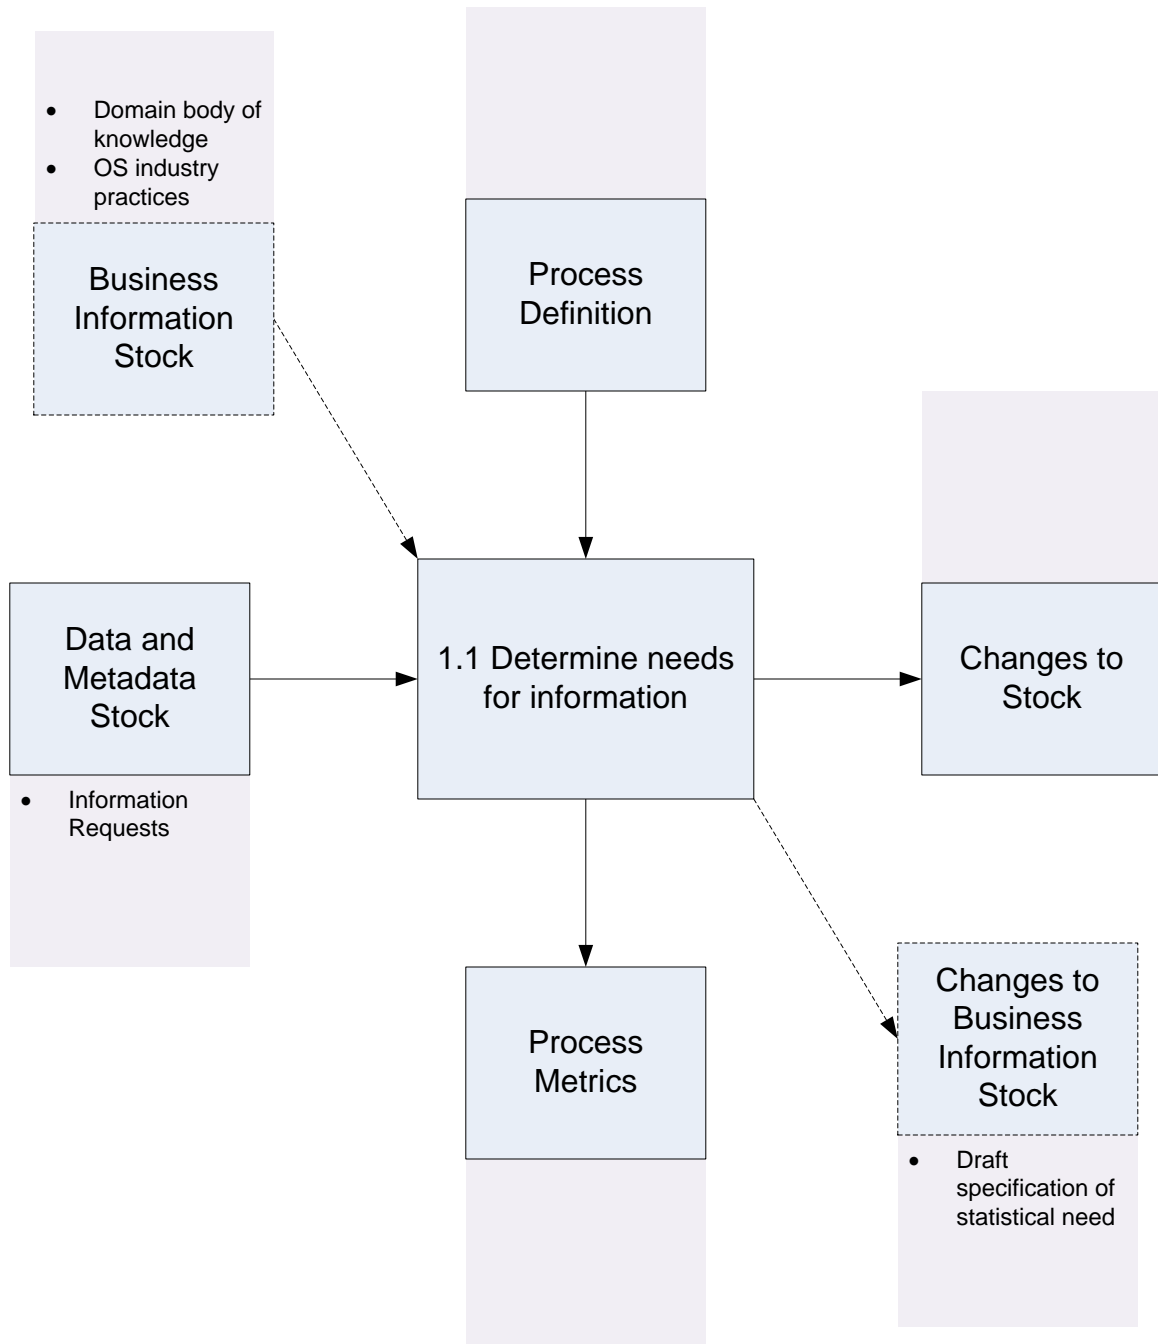 • Domain body of
knowledge
• OS industry
practices
Business
Information
Stock
Process
Definition
Data and
Metadata
Stock
• Information
Requests
1.1 Determine needs
for information
Changes to
Stock
Process
Metrics
Changes to
Business
Information
Stock
• Draft
specification of
statistical need